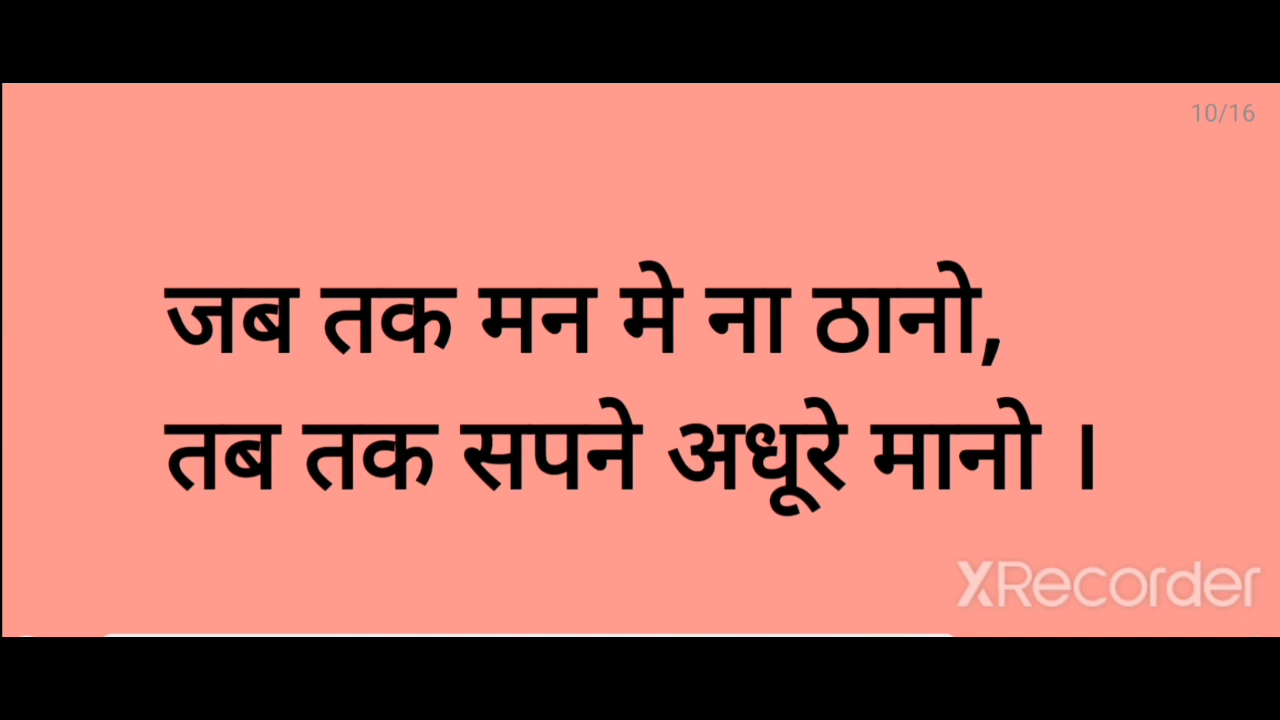 10/16
जब तक मन मे ना ठानो,
तब तक सपने अधूरे मानो ।
XRecorder